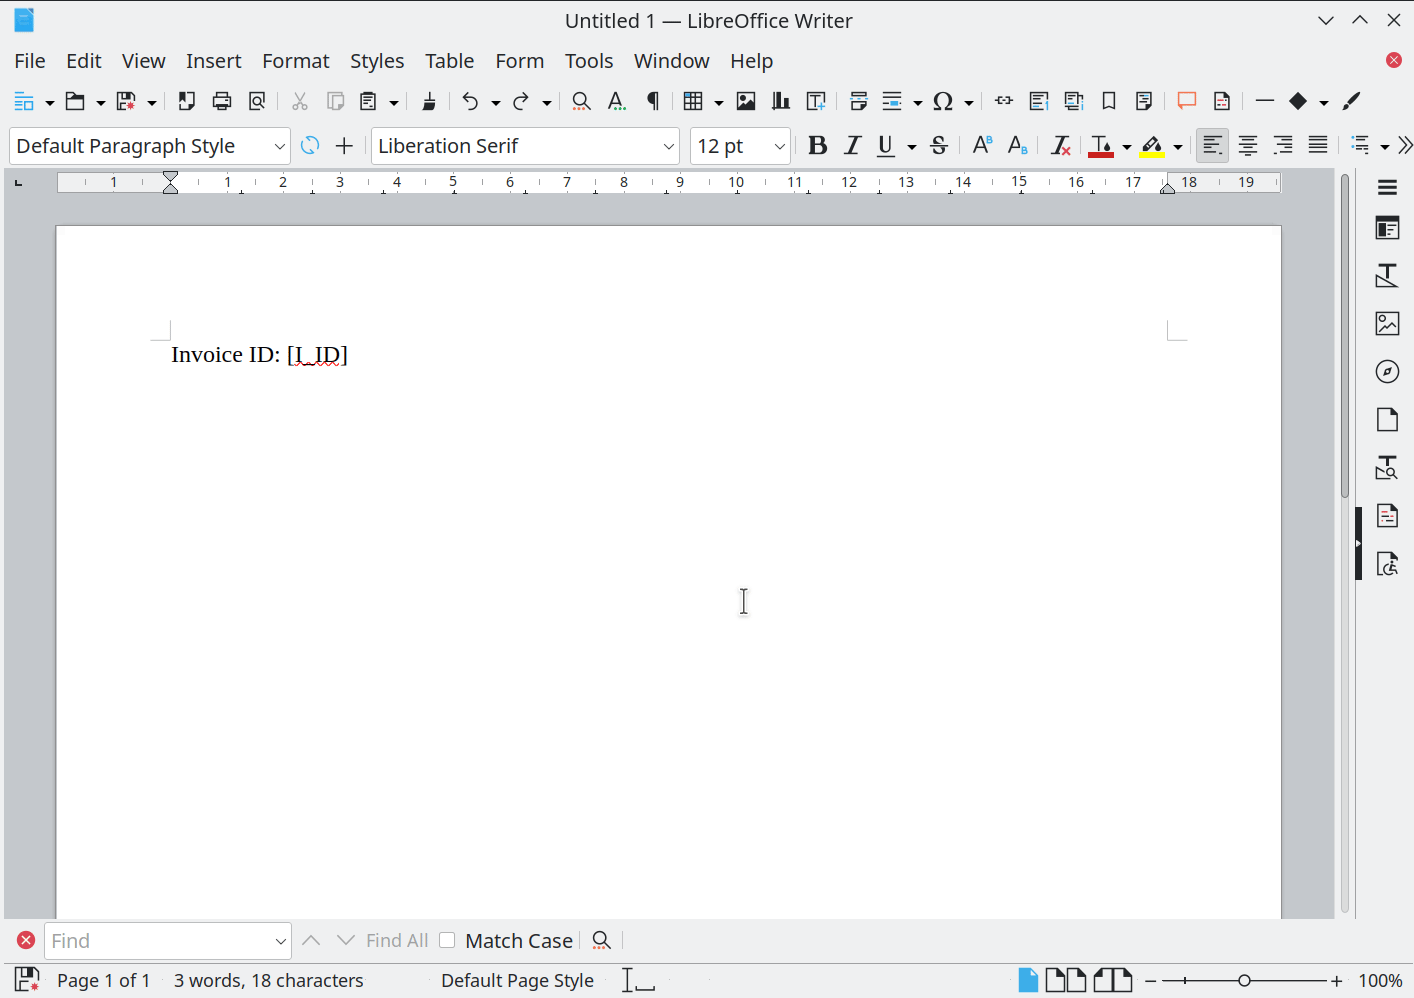 Untitled 1 — LibreOffice Writer
File Edit View Insert Format Styles Table Form Tools Window Help
Default Paragraph Style Liberation Serif 12 pt
1 1 2 3 4 5 6 7 8 9 10 11 12 13 14 15 16 17 18 19
Invoice ID: [I_ID]
Find Find All Match Case
Page 1 of 1 3 words, 18 characters Default Page Style 100%